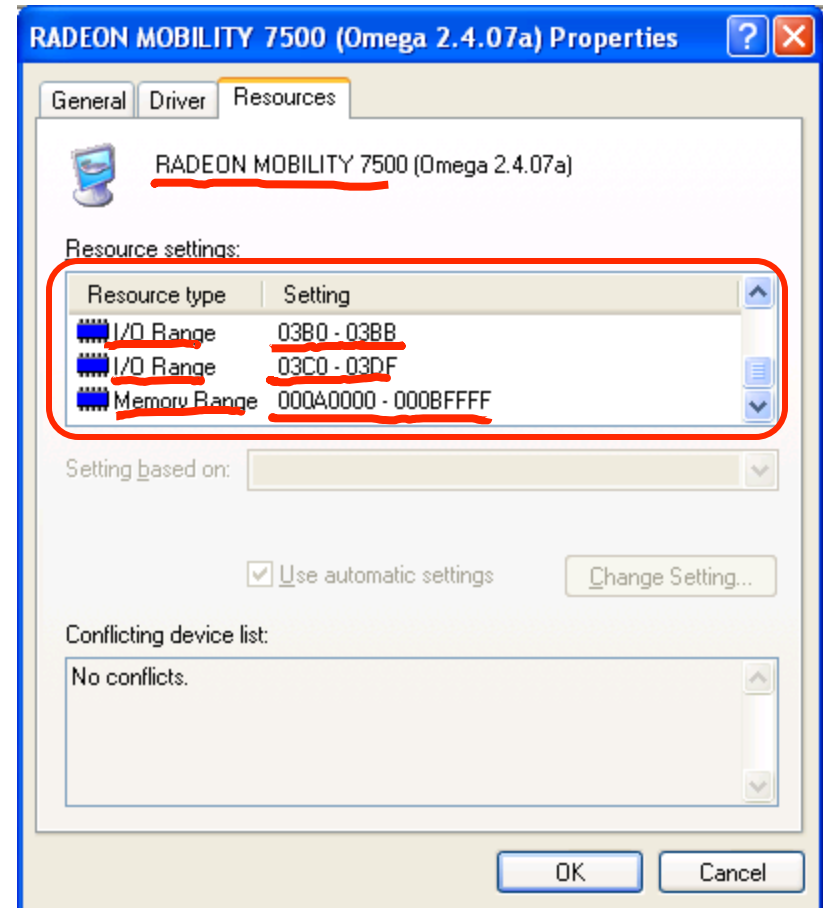 RADEON MOBILITY 7500 (Omega 2.4.07a) Properties
General Driver Resources
RADEON MOBILITY 7500 (Omega 2.4.07a)
Resource settings:
Resource type Setting
I/O Range 03B0 - 03BB
I/O Range 03C0 - 03DF
Memory Range 000A0000 - 000BFFFF
Setting based on:
Use automatic settings Change Setting...
Conflicting device list:
No conflicts.
OK Cancel